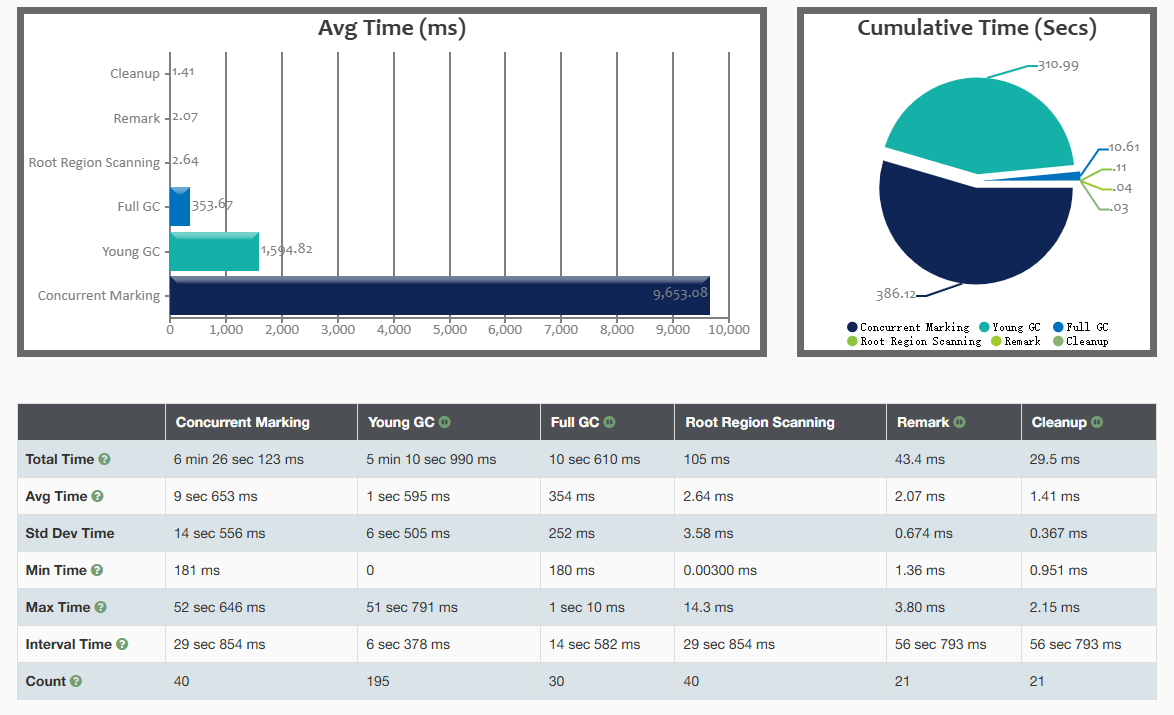 Avg Time (ms)
Cleanup 1.41
Remark 2.07
Root Region Scanning 2.64
Full GC 353.67
Young GC 1,594.82
Concurrent Marking 9,653.08
0 1,000 2,000 3,000 4,000 5,000 6,000 7,000 8,000 9,000 10,000
Cumulative Time (Secs)
310.99
10.61
.11
.04
.03
386.12
Concurrent Marking Young GC Full GC
Root Region Scanning Remark Cleanup
Concurrent Marking Young GC Full GC Root Region Scanning Remark Cleanup
Total Time 6 min 26 sec 123 ms 5 min 10 sec 990 ms 10 sec 610 ms 105 ms 43.4 ms 29.5 ms
Avg Time 9 sec 653 ms 1 sec 595 ms 354 ms 2.64 ms 2.07 ms 1.41 ms
Std Dev Time 14 sec 556 ms 6 sec 505 ms 252 ms 3.58 ms 0.674 ms 0.367 ms
Min Time 181 ms 0 180 ms 0.00300 ms 1.36 ms 0.951 ms
Max Time 52 sec 646 ms 51 sec 791 ms 1 sec 10 ms 14.3 ms 3.80 ms 2.15 ms
Interval Time 29 sec 854 ms 6 sec 378 ms 14 sec 582 ms 29 sec 854 ms 56 sec 793 ms 56 sec 793 ms
Count 40 195 30 40 21 21